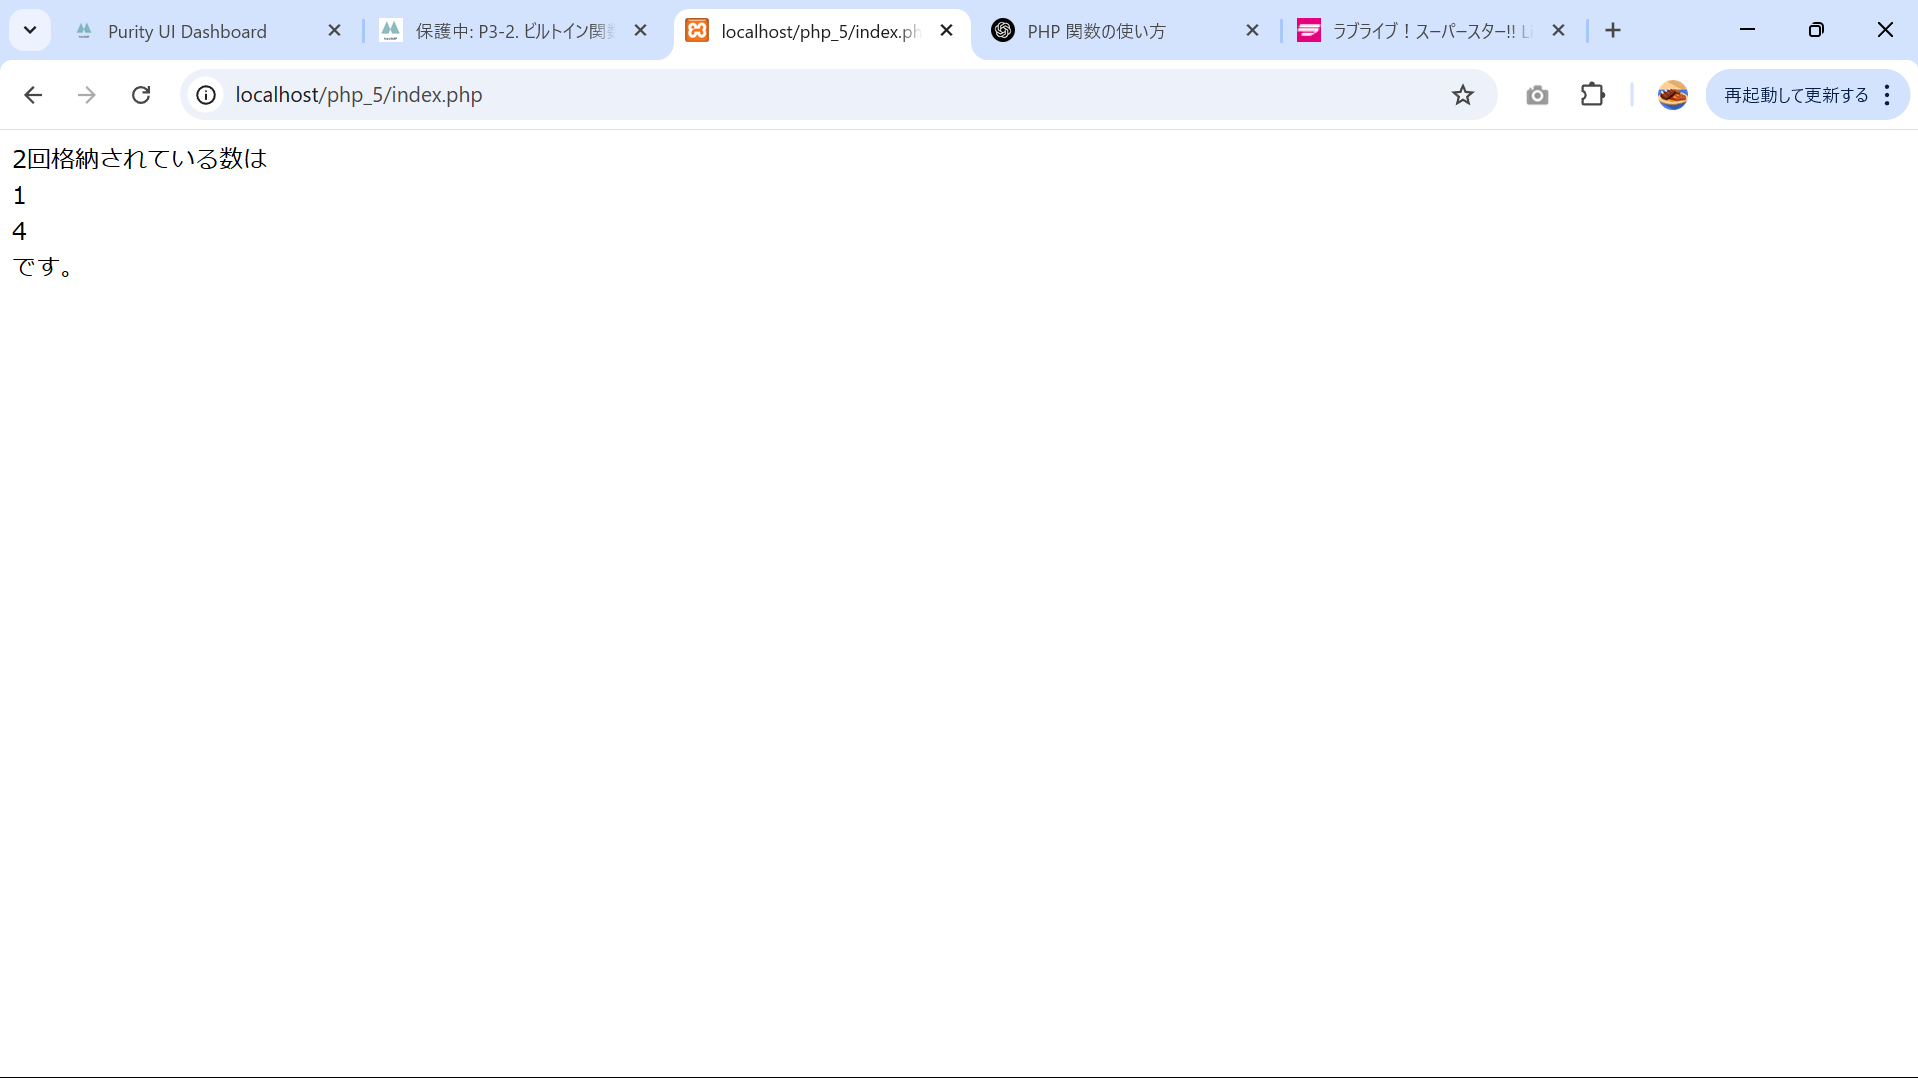 Purity UI Dashboard
保護中: P3-2. ビルトイン関数
localhost/php_5/index.ph
PHP 関数の使い方
ラブライブ！スーパースター!! Li
localhost/php_5/index.php
再起動して更新する
2回格納されている数は
1
4
です。